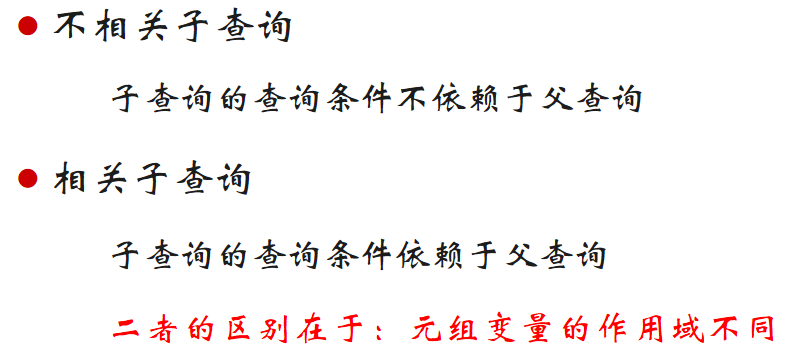 ● 不相关子查询
子查询的查询条件不依赖于父查询
● 相关子查询
子查询的查询条件依赖于父查询
二者的区别在于：元组变量的作用域不同